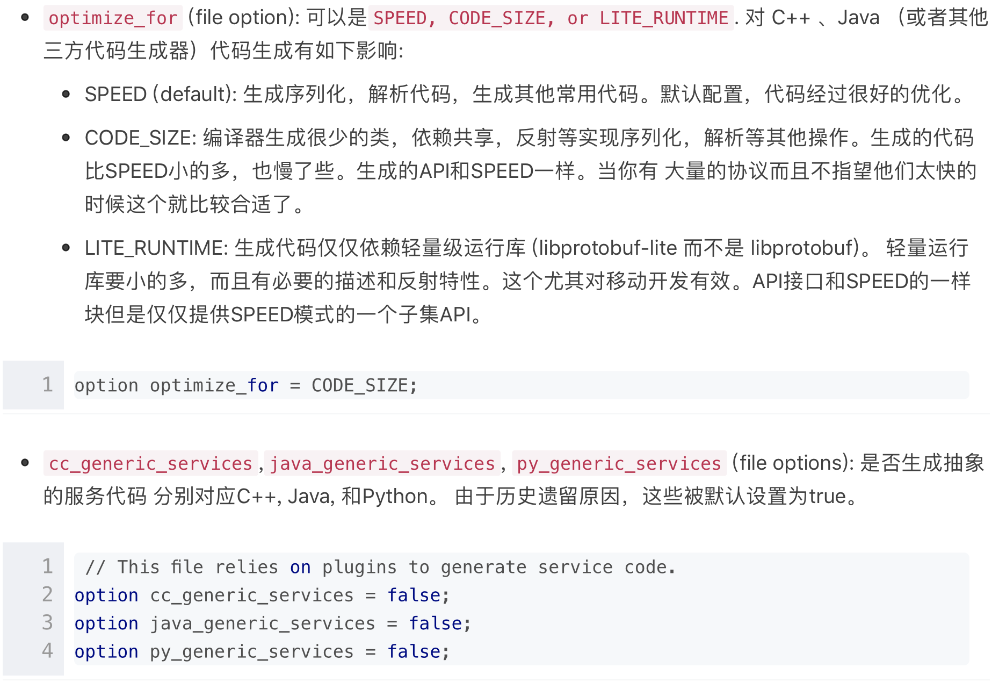 optimize_for (file option): 可以是 SPEED, CODE_SIZE, or LITE_RUNTIME . 对 C++ 、Java （或者其他
三方代码生成器）代码生成有如下影响:
SPEED (default): 生成序列化，解析代码，生成其他常用代码。默认配置，代码经过很好的优化。
CODE_SIZE: 编译器生成很少的类，依赖共享，反射等实现序列化，解析等其他操作。生成的代码
比SPEED小的多，也慢了些。生成的API和SPEED一样。当你有 大量的协议而且不指望他们太快的
时候这个就比较合适了。
LITE_RUNTIME: 生成代码仅仅依赖轻量级运行库 (libprotobuf-lite 而不是 libprotobuf)。 轻量运行
库要小的多，而且有必要的描述和反射特性。这个尤其对移动开发有效。API接口和SPEED的一样
块但是仅仅提供SPEED模式的一个子集API。
1 option optimize_for = CODE_SIZE;
cc_generic_services , java_generic_services , py_generic_services (file options): 是否生成抽象
的服务代码 分别对应C++, Java, 和Python。 由于历史遗留原因，这些被默认设置为true。
1 // This file relies on plugins to generate service code.
2 option cc_generic_services = false;
3 option java_generic_services = false;
4 option py_generic_services = false;